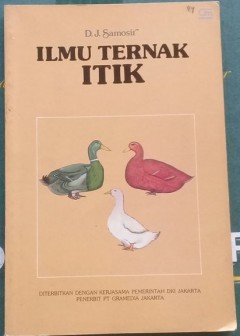 D. J. Samosir
ILMU TERNAK
ITIK
DITERBITKAN DENGAN KERJASAMA PEMERINTAH DKI JAKARTA
PENERBIT PT GRAMEDIA JAKARTA